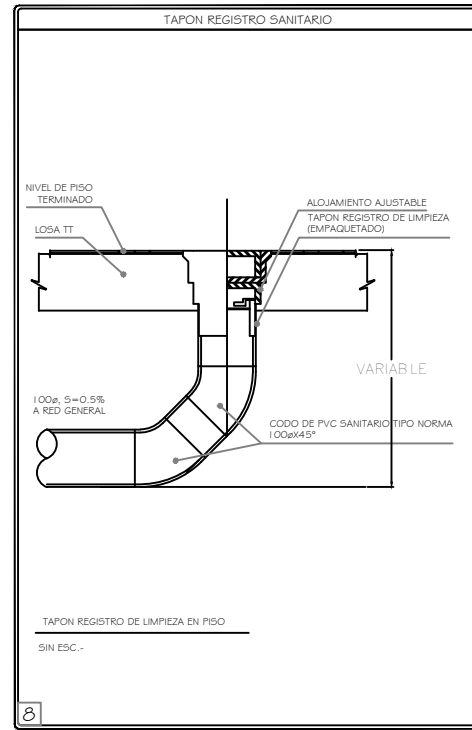 TAPON REGISTRO SANITARIO
NIVEL DE PISO
TERMINADO
LOSA TT
ALOJAMIENTO AJUSTABLE
TAPON REGISTRO DE LIMPIEZA
(EMPAQUETADO)
VARIABLE
100ø, S=0.5%
A RED GENERAL
CODO DE PVC SANITARIO TIPO NORMA
100øX45°
TAPON REGISTRO DE LIMPIEZA EN PISO
SIN ESC.-
8